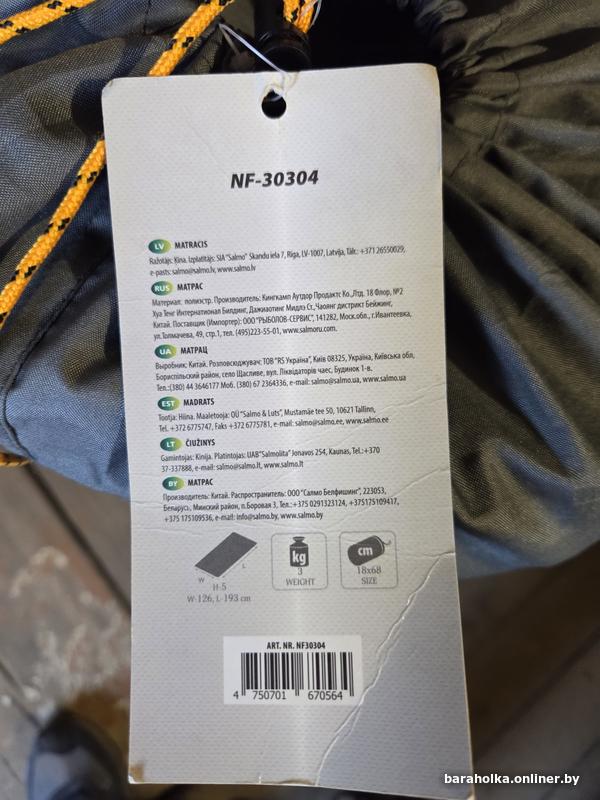 NF-30304
LV MATRACIS
Ražotājs: Ķīna. Izplatītājs: SIA "Salmo" Skandu iela 7, Rīga, LV-1007, Latvija, Tālr.: +371 26550029,
e-pasts: salmo@salmo.lv, www.salmo.lv
RUS МАТРАС
Материал: полиэстр. Производитель: Кингкамп Аутдор Продактс Ко.,Лтд. 18 Флор, №2
Хуа Тенг Интернатионал Билдинг, Джажиаотинг Мидлэ Ст.,Чаоянг дистрикт Бейжинг,
Китай. Поставщик (Импортер): ООО "РЫБОЛОВ-СЕРВИС", 141282, Моск.обл., г.Ивантеевка,
ул.Толмачева, 49, стр.1, тел. (495)223-55-01, www.salmoru.com.
UA МАТРАЦ
Виробник: Китай. Розповсюджувач: ТОВ "RS Україна", Київ 08325, Україна, Київська обл,
Бориспільский район, село Щасливе, вул. Ліквідаторів чаєс, Будинок 1-в.
Тел.:(380) 44 3646177 Моб. (380) 67 2364336, e-mail: salmo@salmo.ua, www.salmo.ua
EST MADRATS
Tootja: Hiina. Maaletooja: OÜ "Salmo & Luts", Mustamäe tee 50, 10621 Tallinn,
Tel. +372 6775747, Faks +372 6775781, e-mail: salmo@salmo.ee, www.salmo.ee
LT ČIUŽINYS
Gamintojas: Kinija. Platintojas: UAB"Salmolita" Jonavos 254, Kaunas, Tel.:+370
37-337888, e-mail: salmo@salmo.lt, www.salmo.lt
BY МАТРАС
Производитель: Китай. Распространитель: ООО "Салмо Белфишинг", 223053,
Беларусь, Минский район, п.Боровая 3, Тел.:+375 0291323124, +375175109417,
+375 175109536, e-mail: info@salmo.by, www.salmo.by
W L
H-5
W-126, L-193 cm
kg
3
WEIGHT
cm
18x68
SIZE
ART. NR. NF30304
4 750701 670564
baraholka.onliner.by